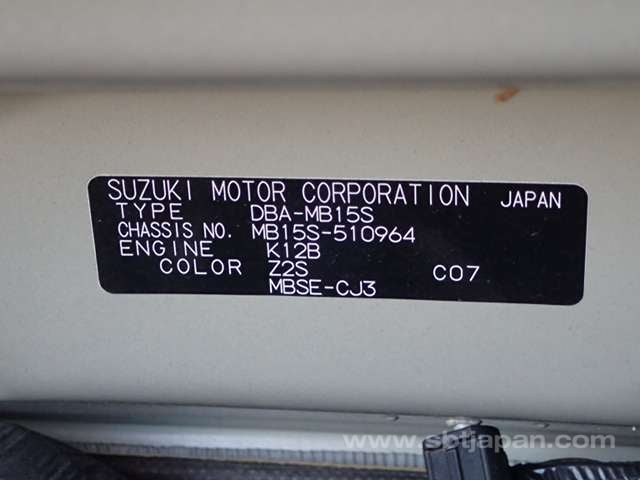 SUZUKI MOTOR CORPORATION JAPAN
TYPE DBA-MB15S
CHASSIS NO. MB15S-510964
ENGINE K12B
COLOR Z2S C07
MBSE-CJ3
www.sbtjapan.com